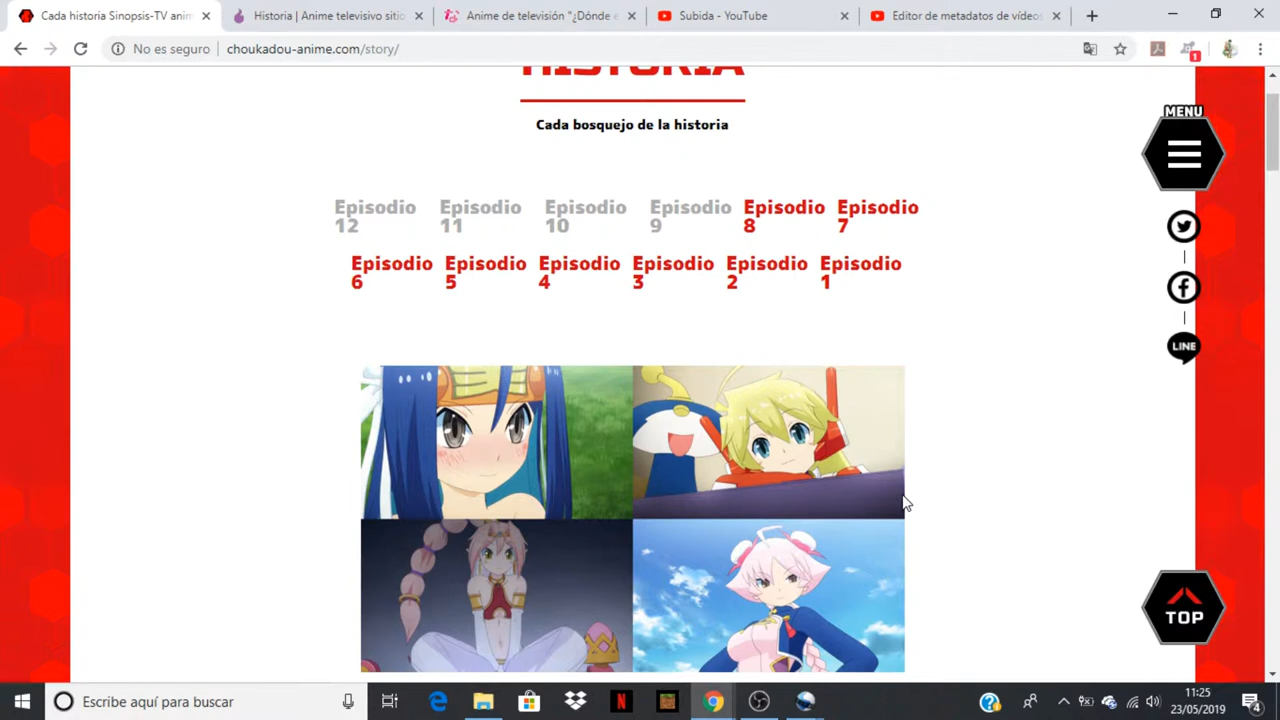 Cada historia Sinopsis-TV anim
Historia | Anime televisivo sitio
Anime de televisión "¿Dónde e
Subida - YouTube
Editor de metadatos de vídeos
No es seguro
choukadou-anime.com/story/
1
HISTORIA
Cada bosquejo de la historia
MENU
Episodio 12
Episodio 11
Episodio 10
Episodio 9
Episodio 8
Episodio 7
Episodio 6
Episodio 5
Episodio 4
Episodio 3
Episodio 2
Episodio 1
LINE
TOP
Escribe aquí para buscar
11:25
23/05/2019
4